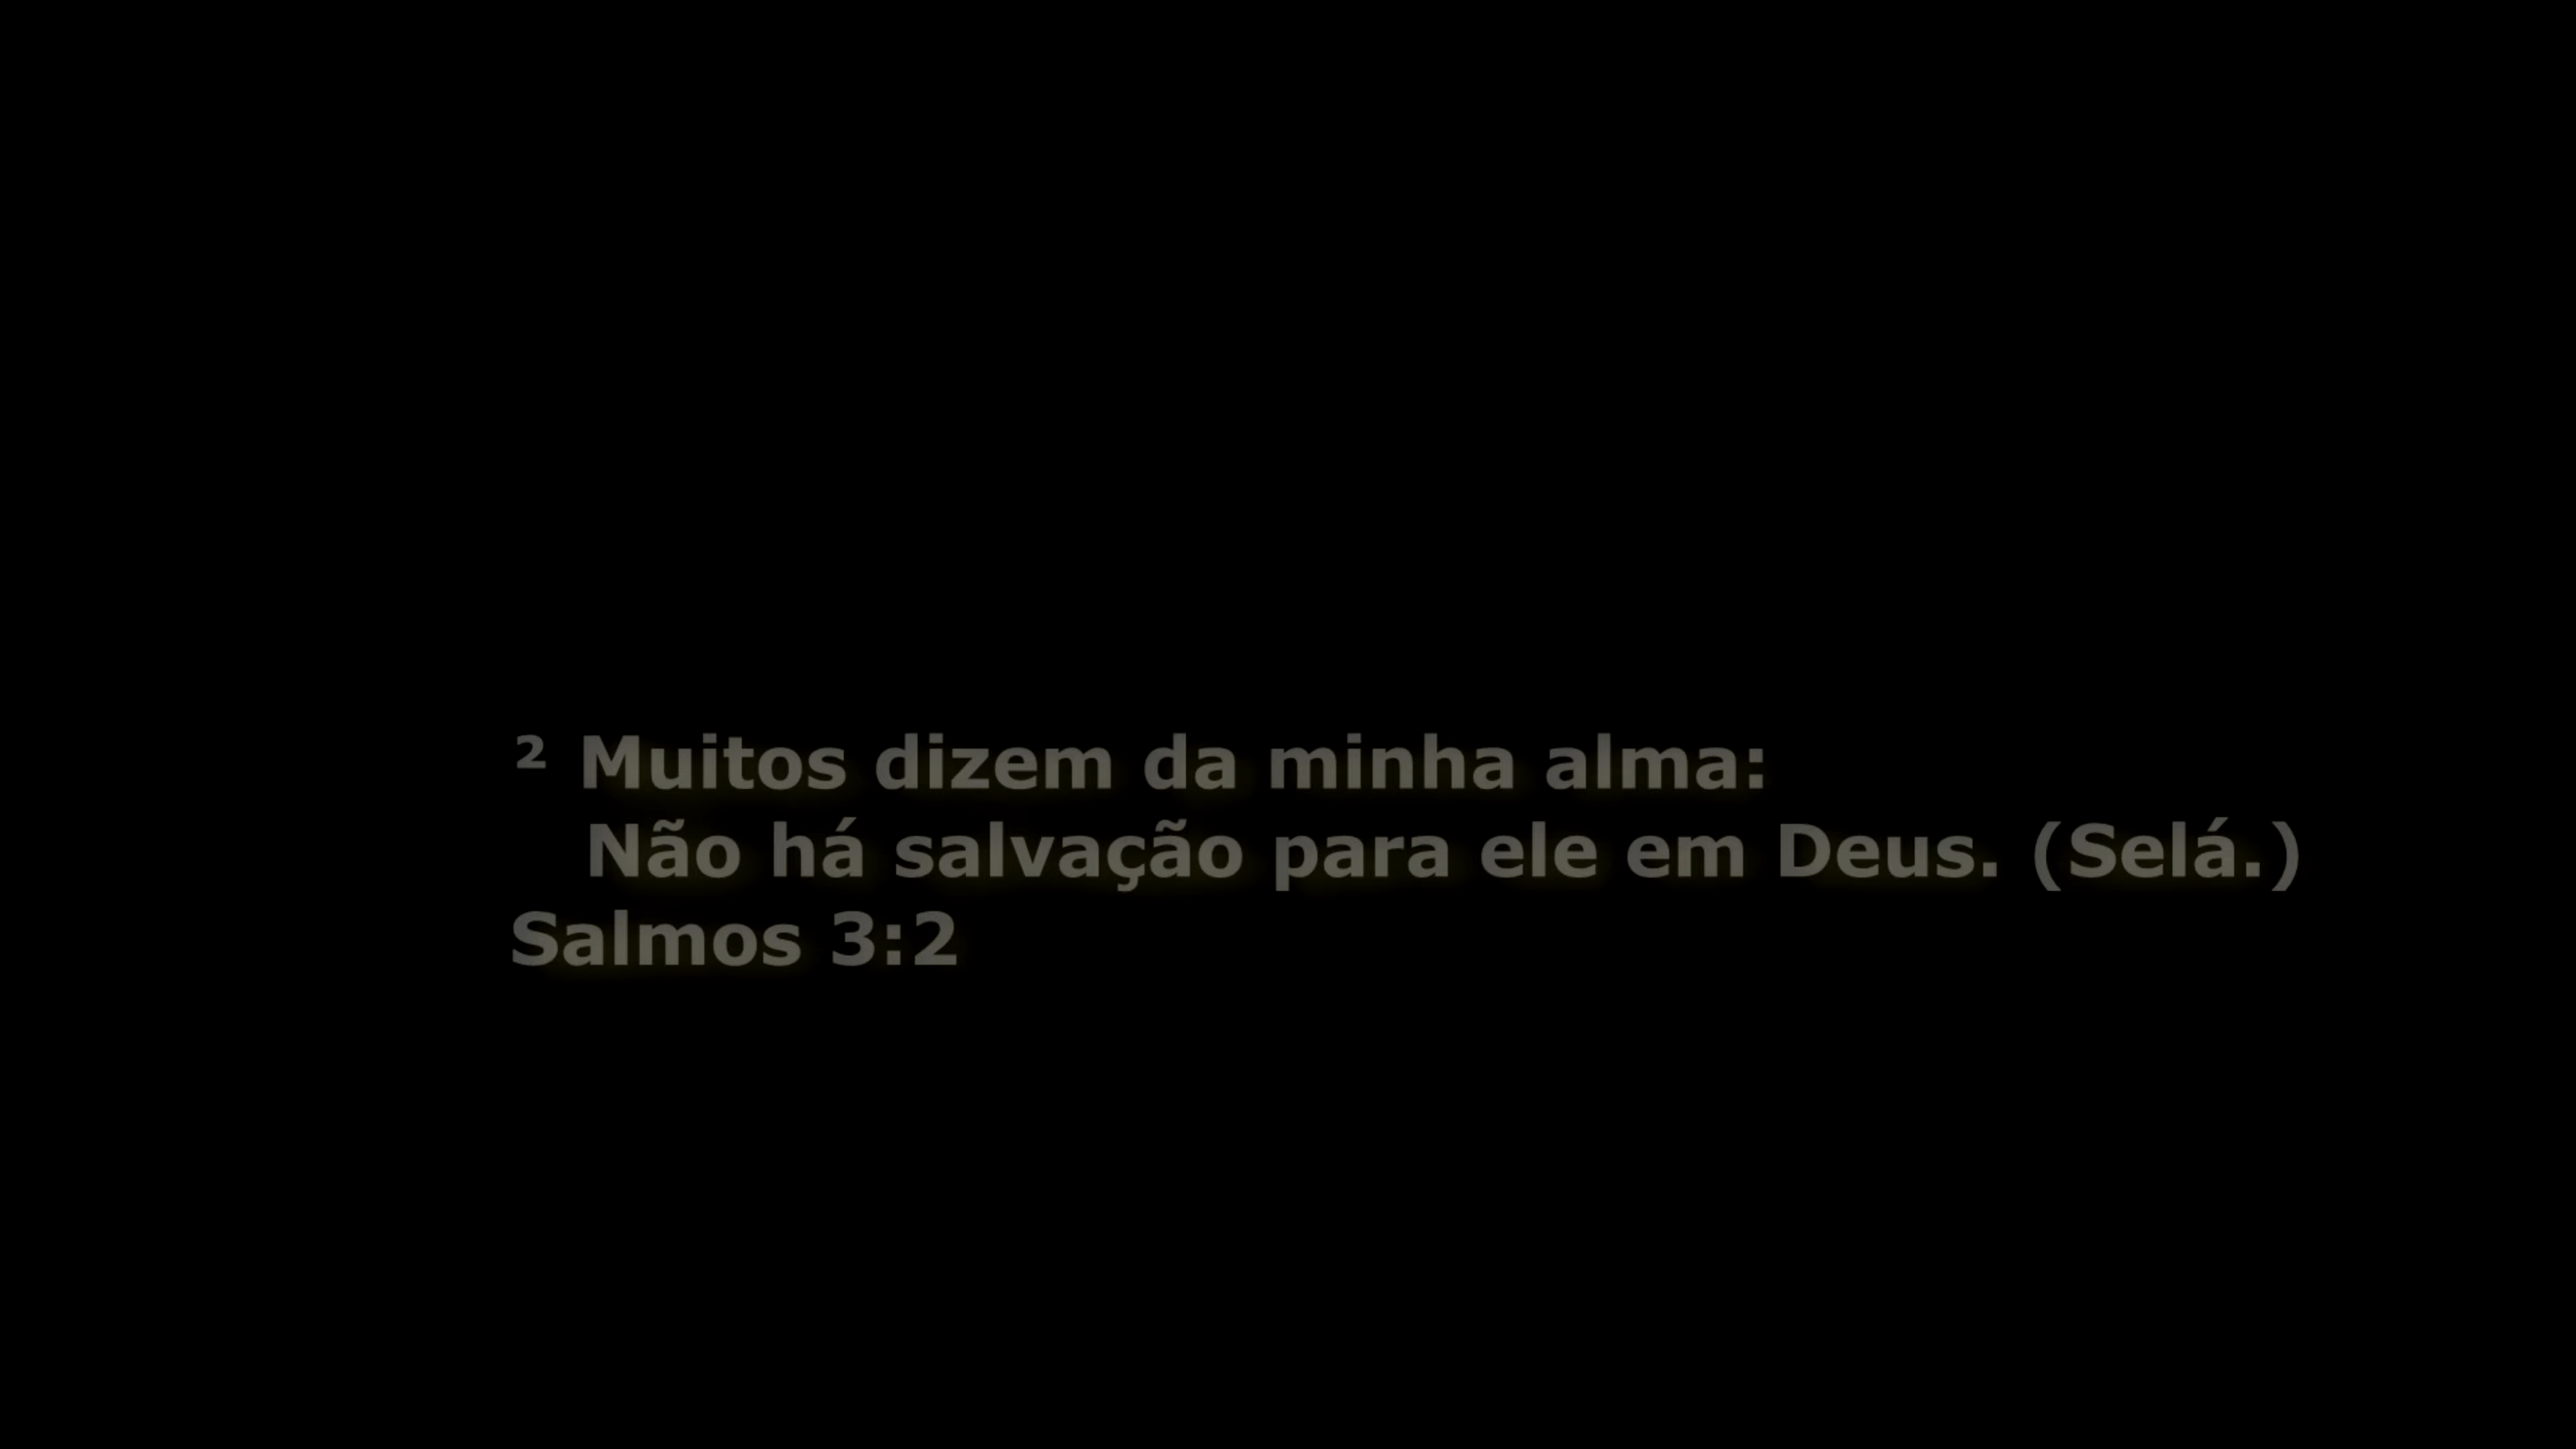 ² Muitos dizem da minha alma:
Não há salvação para ele em Deus. (Selá.)
Salmos 3:2